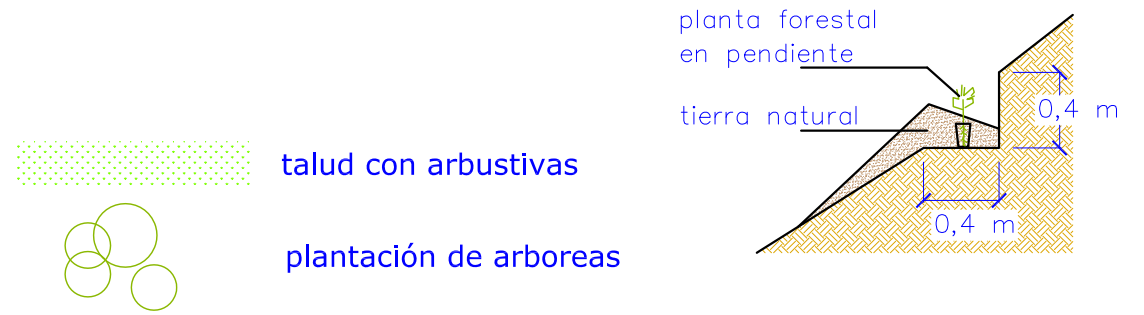 planta forestal
en pendiente
tierra natural
0,4 m
0,4 m
talud con arbustivas
plantación de arboreas